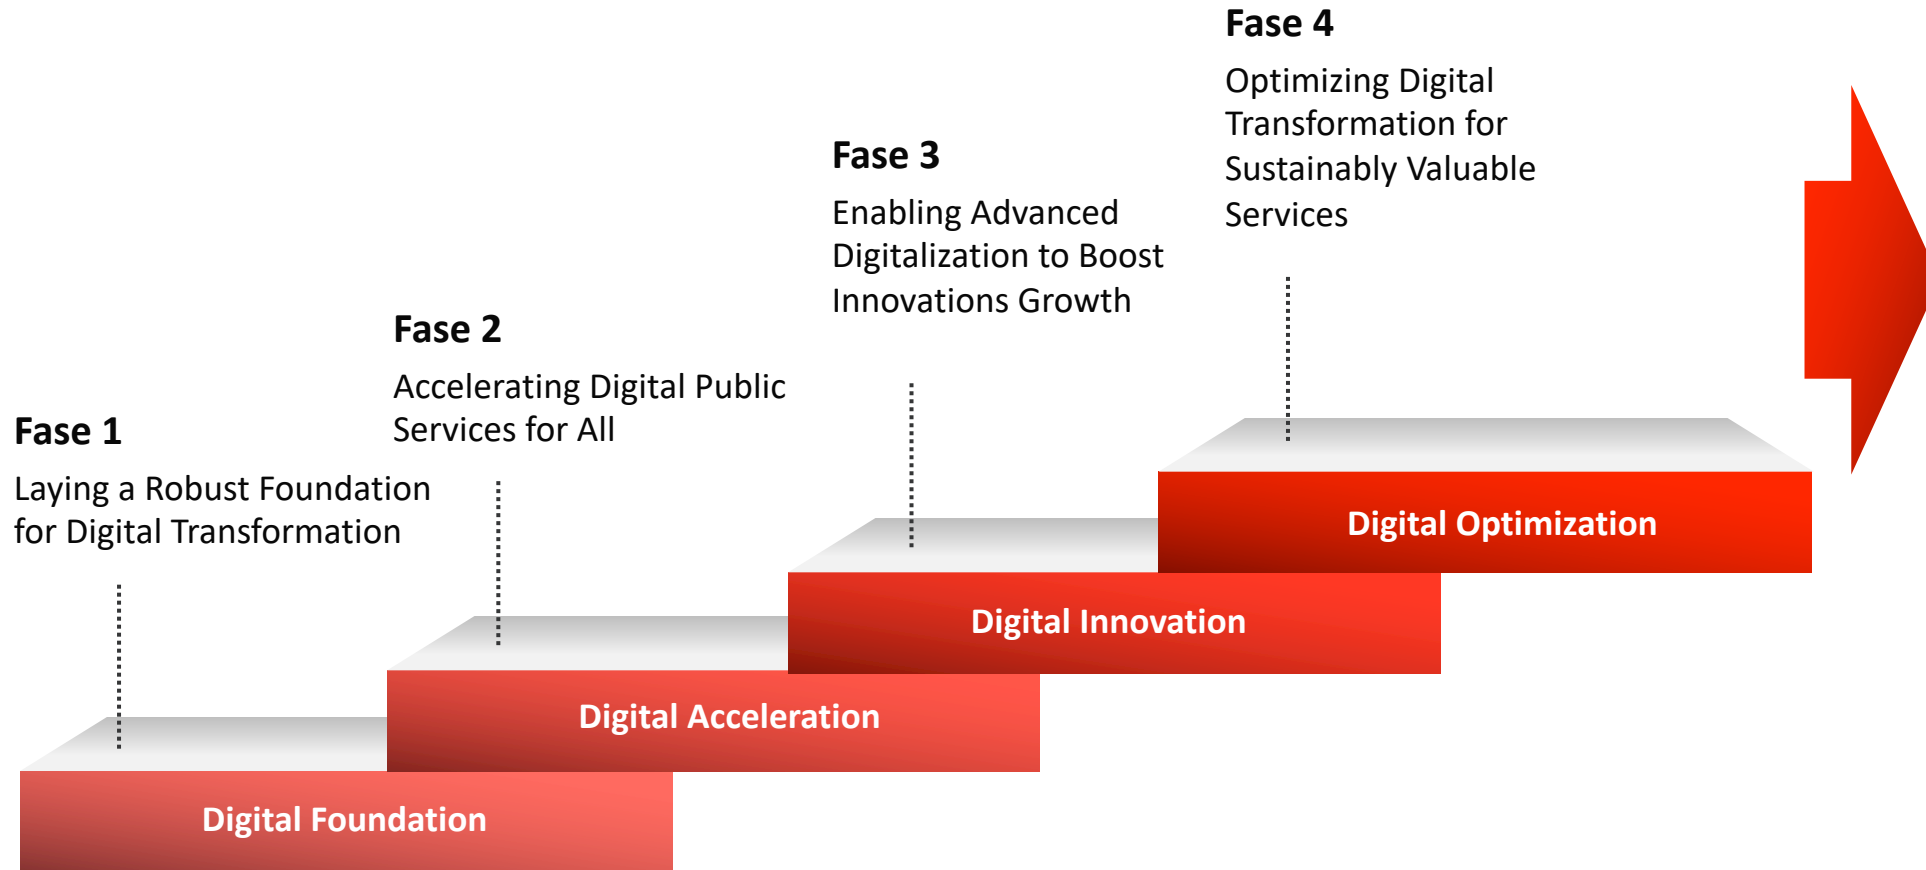 Fase 1
Laying a Robust Foundation
for Digital Transformation
Digital Foundation
Fase 2
Accelerating Digital Public
Services for All
Digital Acceleration
Fase 3
Enabling Advanced
Digitalization to Boost
Innovations Growth
Digital Innovation
Fase 4
Optimizing Digital
Transformation for
Sustainably Valuable
Services
Digital Optimization